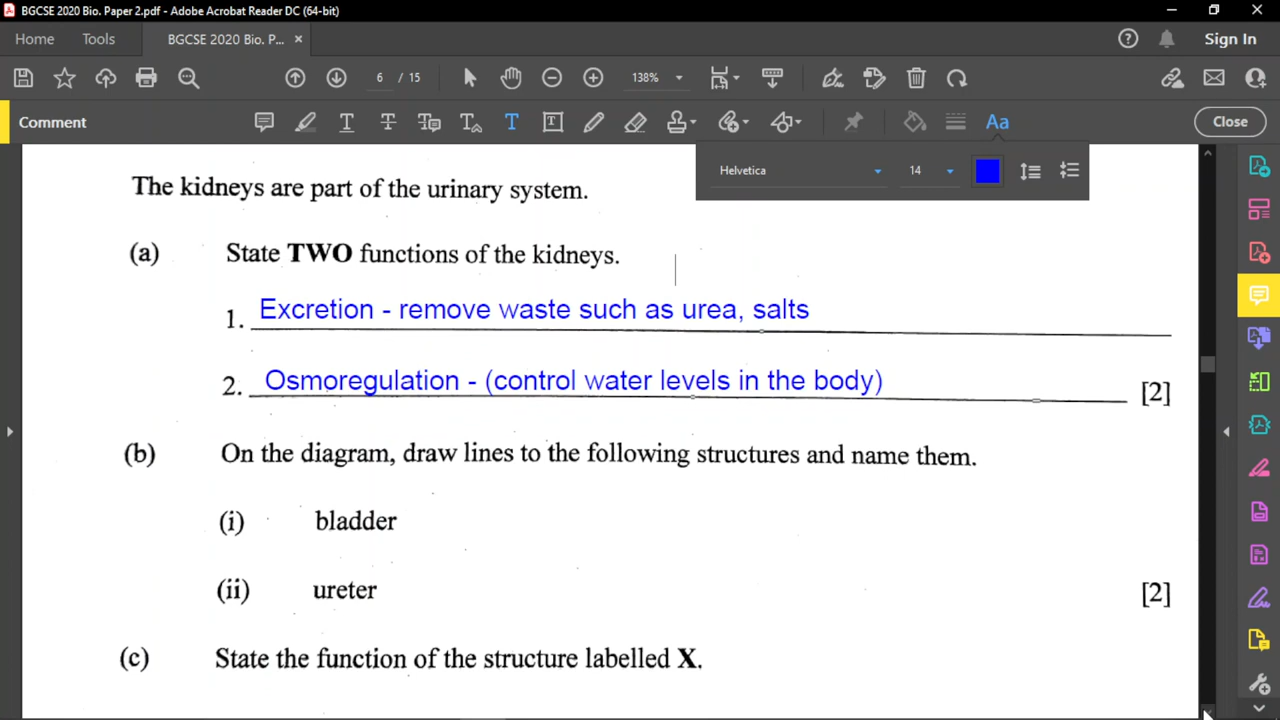 BGCSE 2020 Bio. Paper 2.pdf - Adobe Acrobat Reader DC (64-bit)
Home Tools BGCSE 2020 Bio. P... × Sign In
6 / 15 138%
Comment Close
Helvetica 14
The kidneys are part of the urinary system.
(a) State TWO functions of the kidneys.
1. Excretion - remove waste such as urea, salts
2. Osmoregulation - (control water levels in the body) [2]
(b) On the diagram, draw lines to the following structures and name them.
(i) bladder
(ii) ureter [2]
(c) State the function of the structure labelled X.